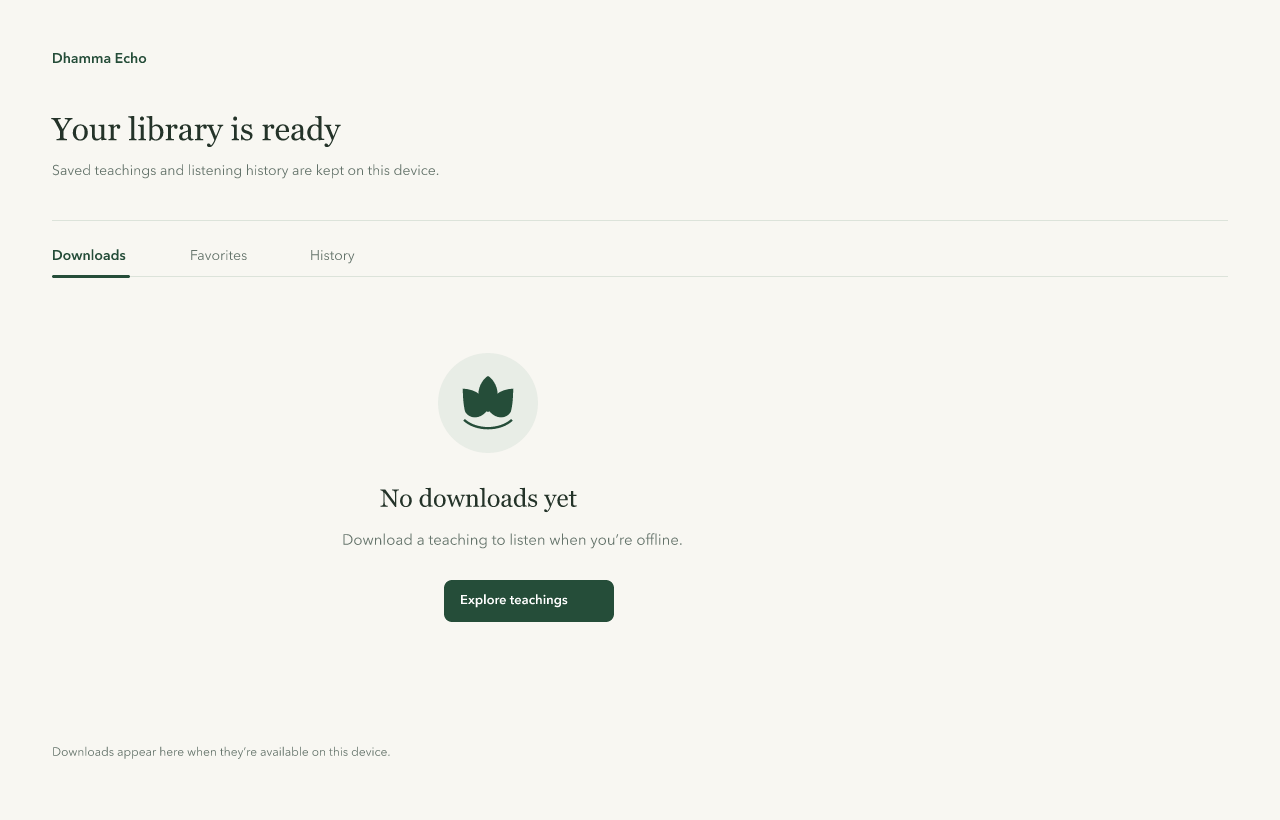 Dhamma Echo
Your library is ready
Saved teachings and listening history are kept on this device.
Downloads
Favorites
History
No downloads yet
Download a teaching to listen when you’re offline.
Explore teachings
Downloads appear here when they’re available on this device.